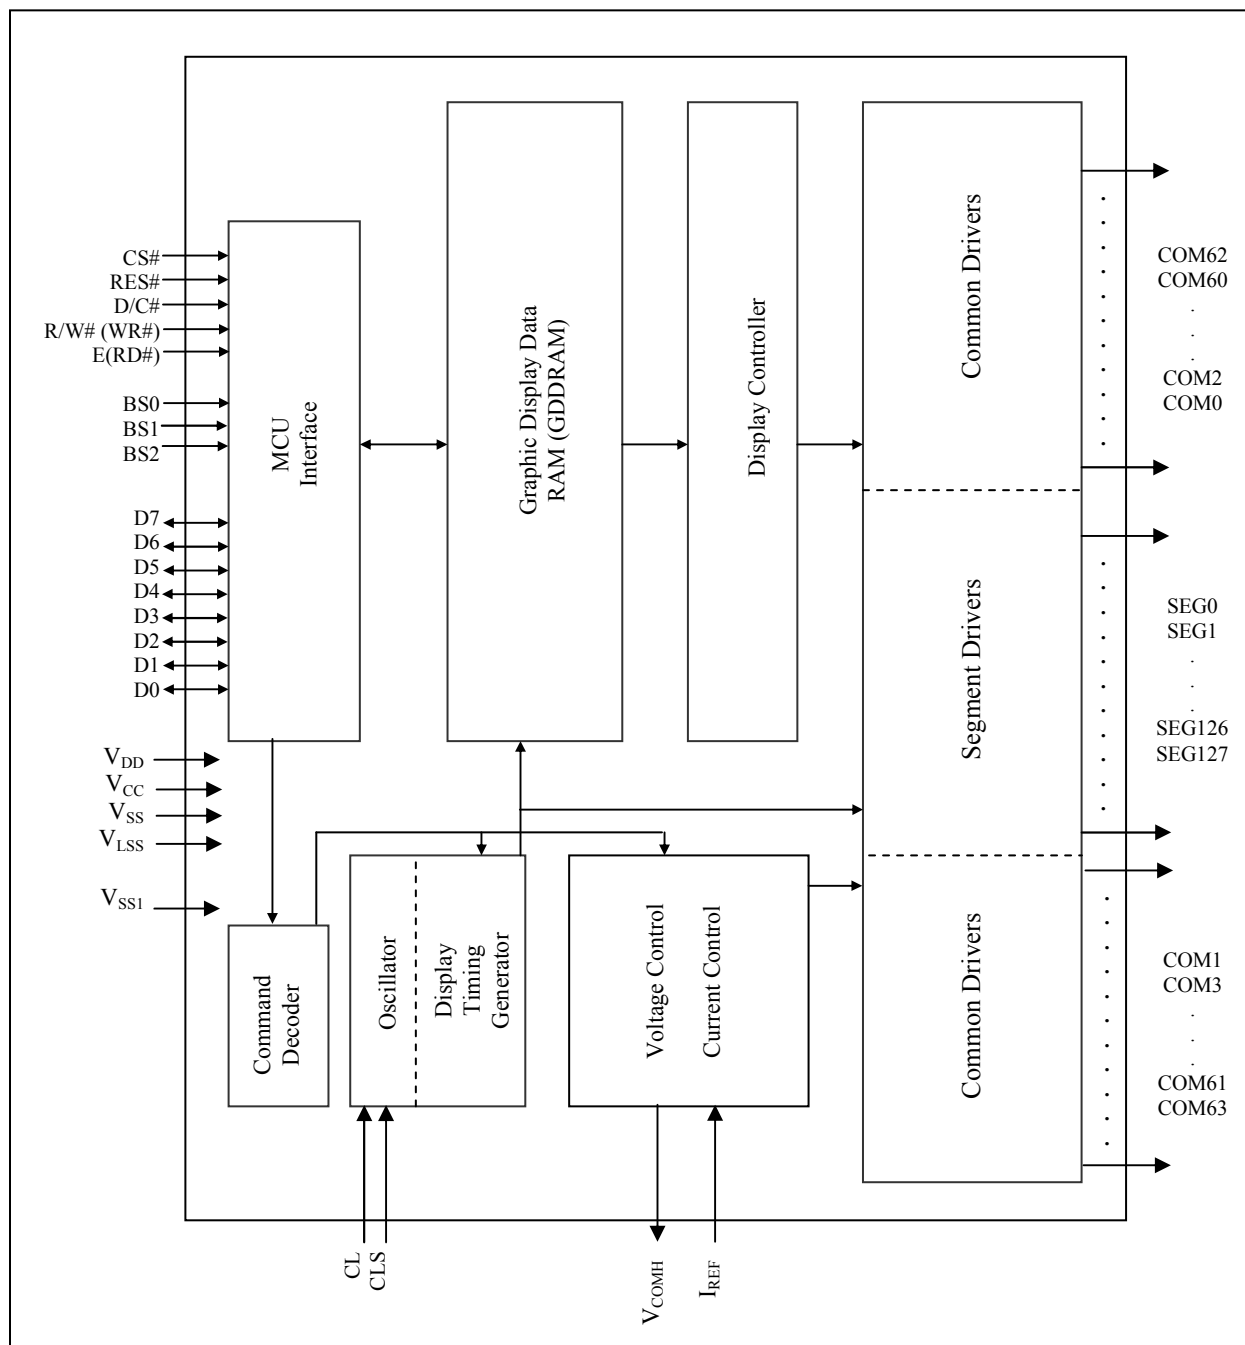 CS#
RES#
D/C#
R/W# (WR#)
E(RD#)
BS0
BS1
BS2
D7
D6
D5
D4
D3
D2
D1
D0
VDD
VCC
VSS
VLSS
VSS1
MCU
Interface
Command
Decoder
Oscillator
Display
Timing
Generator
Graphic Display Data
RAM (GDDRAM)
Display Controller
Voltage Control
Current Control
Common Drivers
Segment Drivers
Common Drivers
COM62
COM60
.
.
.
COM2
COM0
SEG0
SEG1
.
.
.
SEG126
SEG127
COM1
COM3
.
.
.
COM61
COM63
CL
CLS
VCOMH
IREF